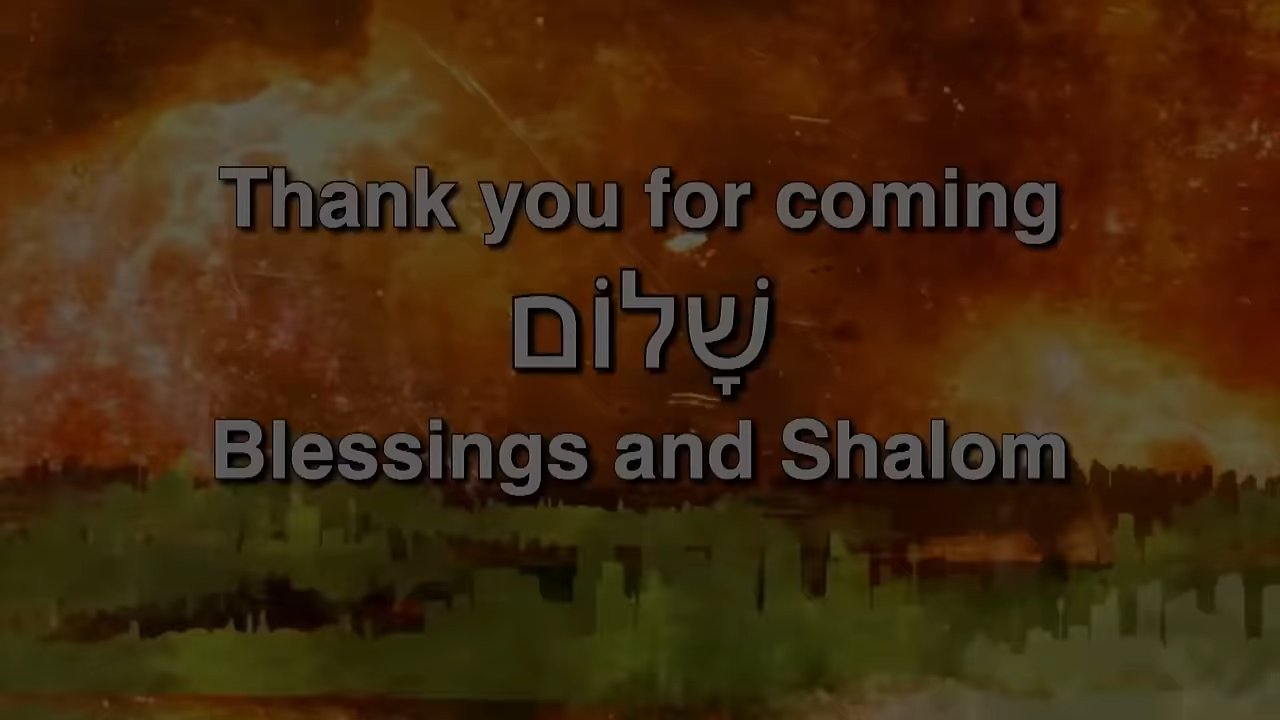 Thank you for coming
שָׁלוֹם
Blessings and Shalom